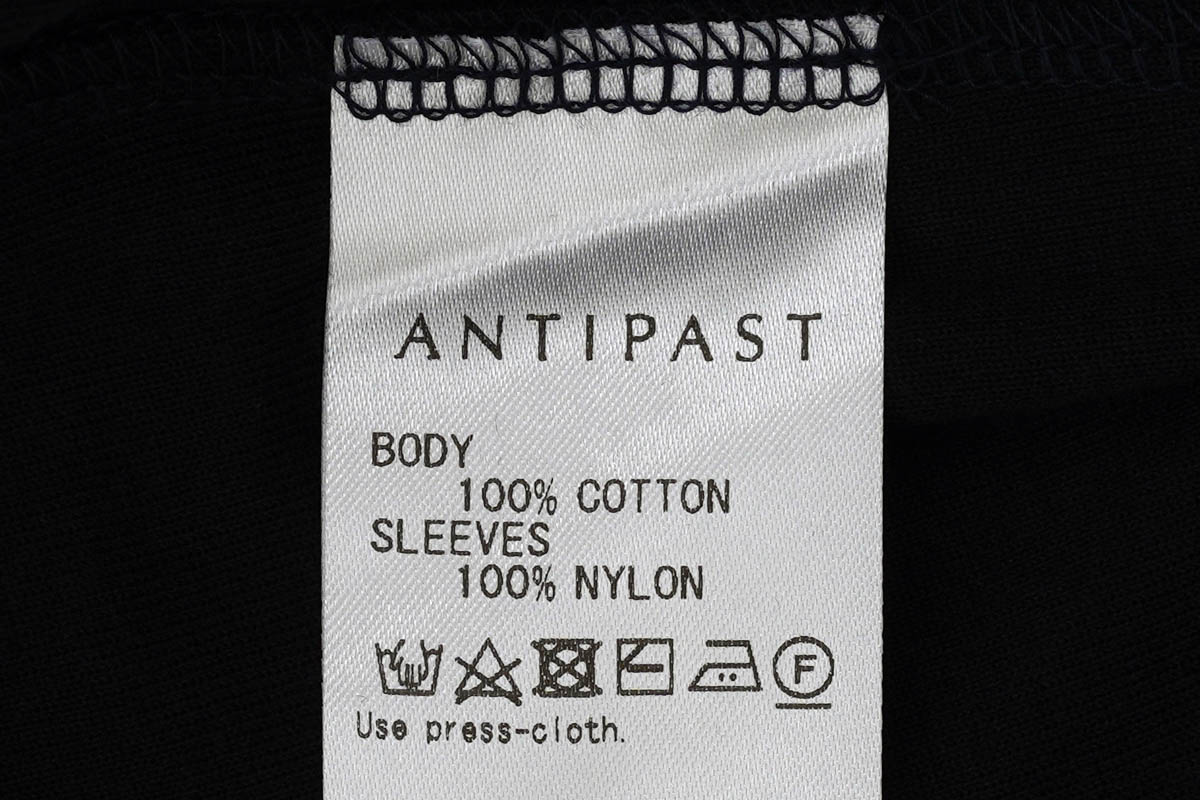 ANTIPAST
BODY
100% COTTON
SLEEVES
100% NYLON
F
Use press-cloth.